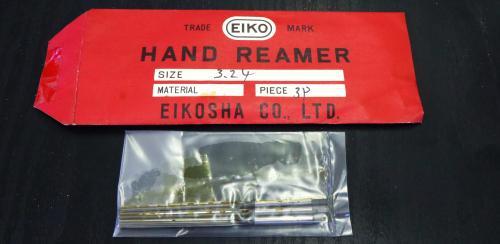 TRADE EIKO MARK
HAND REAMER
SIZE 3.24
MATERIAL PIECE 3P
EIKOSHA CO., LTD.